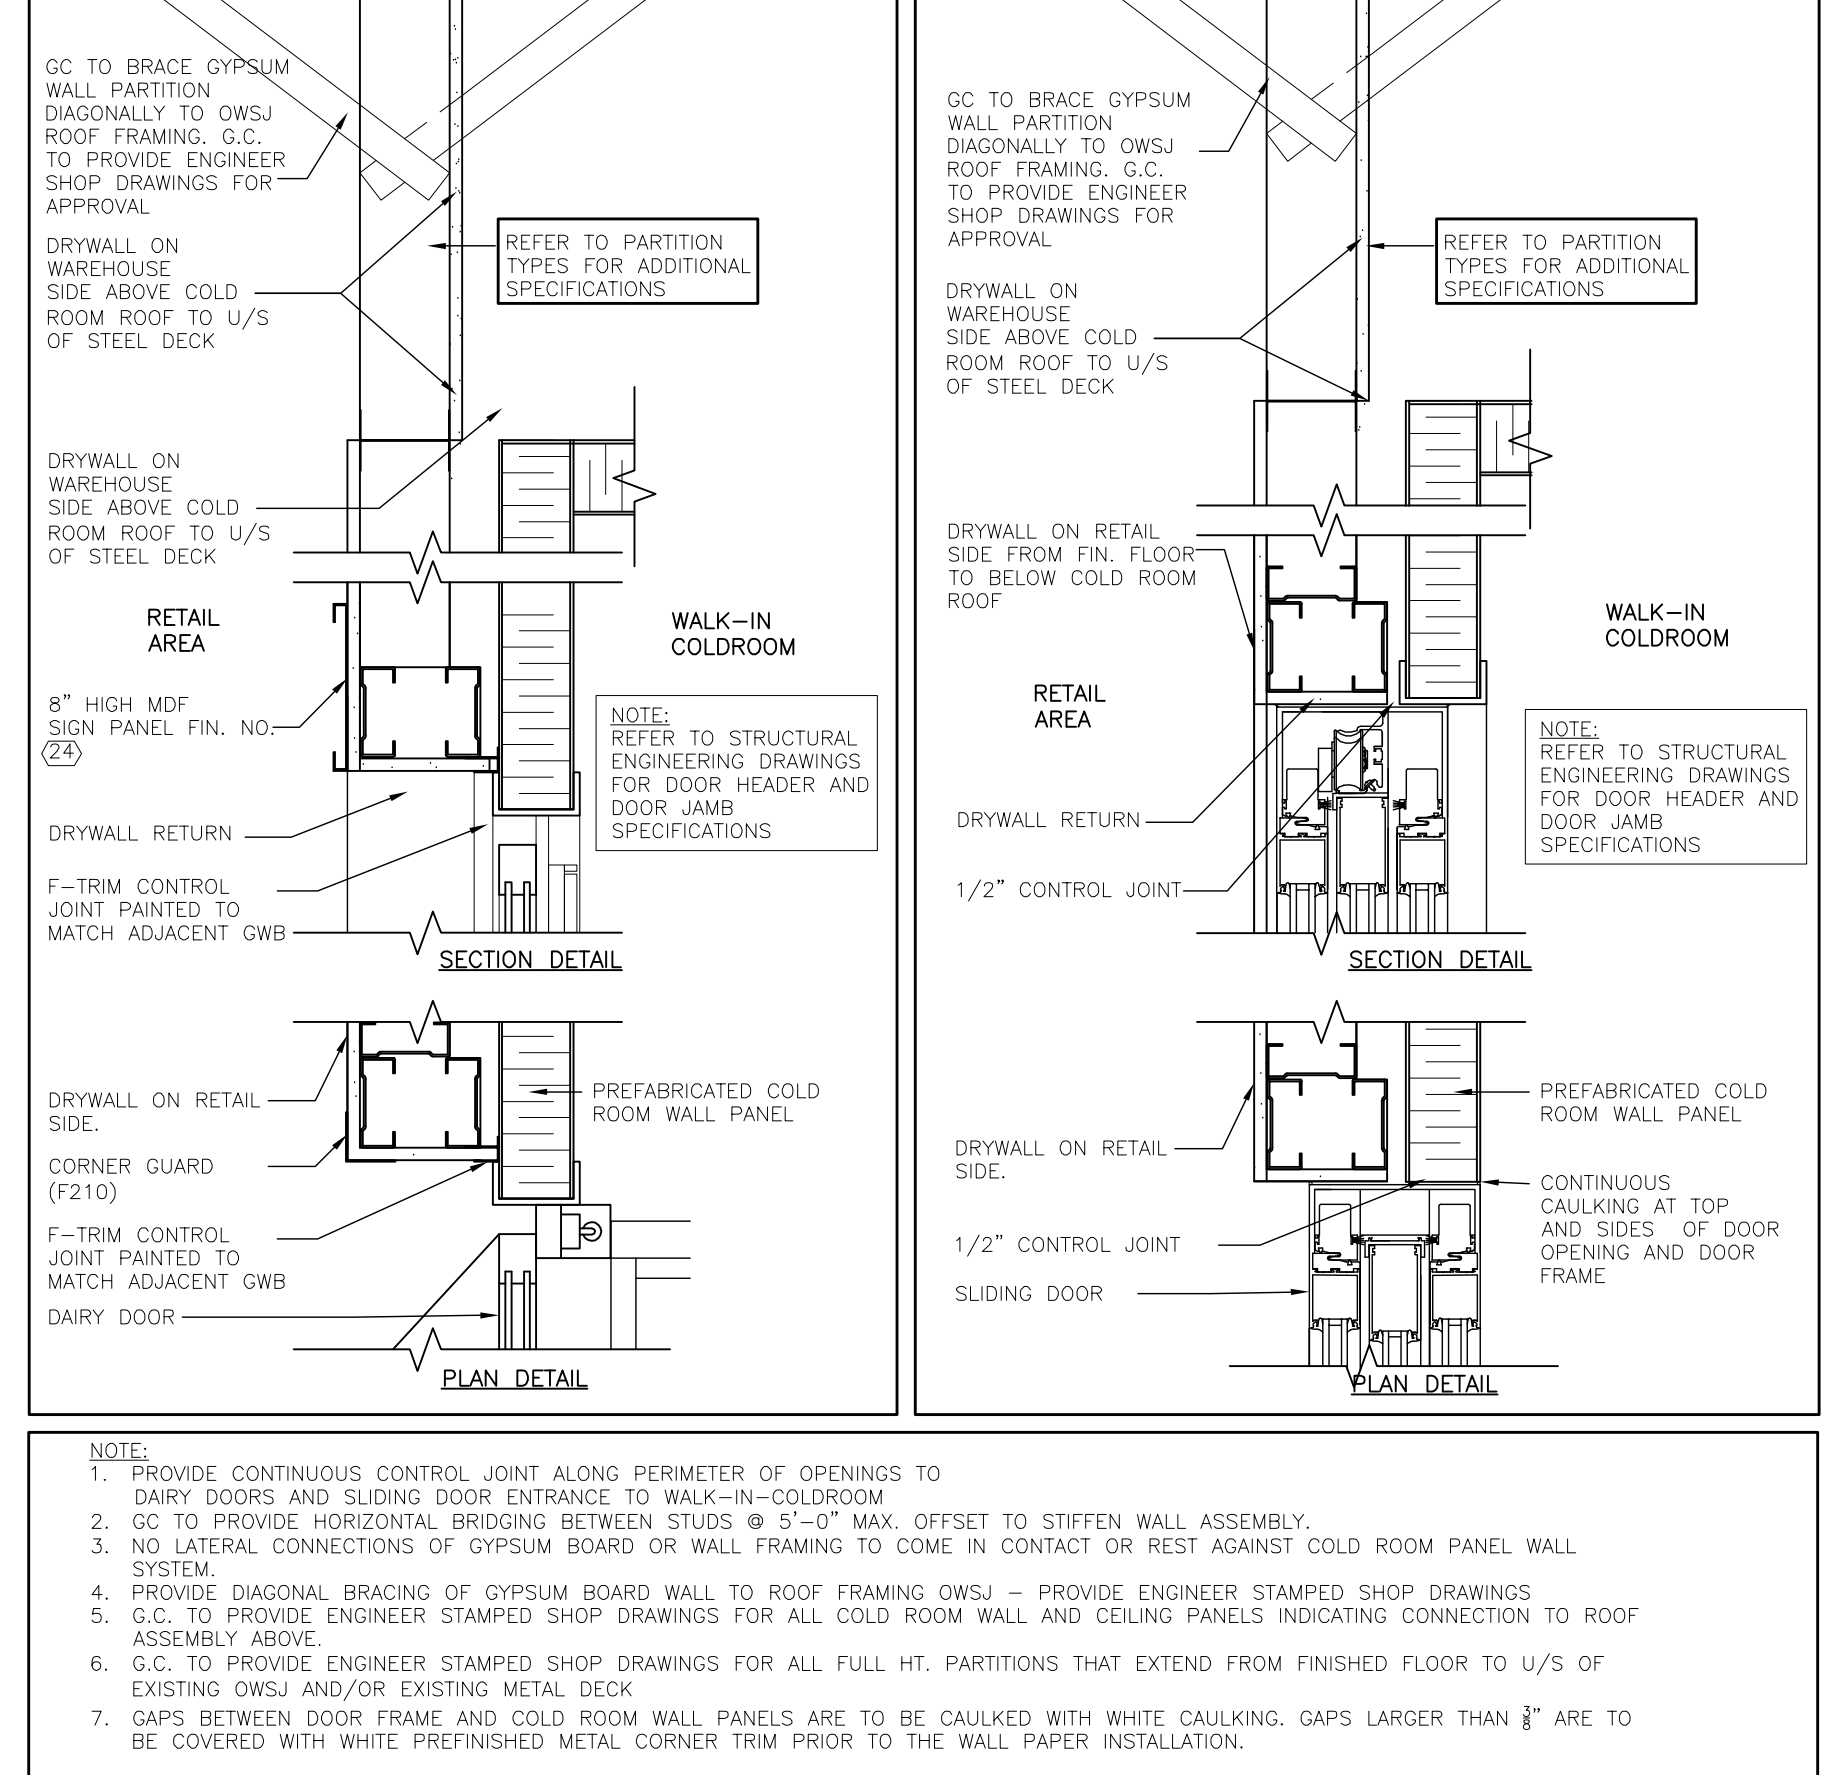 GC TO BRACE GYPSUM
WALL PARTITION
DIAGONALLY TO OWSJ
ROOF FRAMING. G.C.
TO PROVIDE ENGINEER
SHOP DRAWINGS FOR
APPROVAL
DRYWALL ON
WAREHOUSE
SIDE ABOVE COLD
ROOM ROOF TO U/S
OF STEEL DECK
REFER TO PARTITION
TYPES FOR ADDITIONAL
SPECIFICATIONS
DRYWALL ON
WAREHOUSE
SIDE ABOVE COLD
ROOM ROOF TO U/S
OF STEEL DECK
RETAIL
AREA
WALK-IN
COLDROOM
8" HIGH MDF
SIGN PANEL FIN. NO.
24
NOTE:
REFER TO STRUCTURAL
ENGINEERING DRAWINGS
FOR DOOR HEADER AND
DOOR JAMB
SPECIFICATIONS
DRYWALL RETURN
F-TRIM CONTROL
JOINT PAINTED TO
MATCH ADJACENT GWB
SECTION DETAIL
DRYWALL ON RETAIL
SIDE.
PREFABRICATED COLD
ROOM WALL PANEL
CORNER GUARD
(F210)
F-TRIM CONTROL
JOINT PAINTED TO
MATCH ADJACENT GWB
DAIRY DOOR
PLAN DETAIL
GC TO BRACE GYPSUM
WALL PARTITION
DIAGONALLY TO OWSJ
ROOF FRAMING. G.C.
TO PROVIDE ENGINEER
SHOP DRAWINGS FOR
APPROVAL
REFER TO PARTITION
TYPES FOR ADDITIONAL
SPECIFICATIONS
DRYWALL ON
WAREHOUSE
SIDE ABOVE COLD
ROOM ROOF TO U/S
OF STEEL DECK
DRYWALL ON RETAIL
SIDE FROM FIN. FLOOR
TO BELOW COLD ROOM
ROOF
WALK-IN
COLDROOM
RETAIL
AREA
NOTE:
REFER TO STRUCTURAL
ENGINEERING DRAWINGS
FOR DOOR HEADER AND
DOOR JAMB
SPECIFICATIONS
DRYWALL RETURN
1/2" CONTROL JOINT
SECTION DETAIL
PREFABRICATED COLD
ROOM WALL PANEL
DRYWALL ON RETAIL
SIDE.
CONTINUOUS
CAULKING AT TOP
AND SIDES OF DOOR
OPENING AND DOOR
FRAME
1/2" CONTROL JOINT
SLIDING DOOR
PLAN DETAIL
NOTE:
1. PROVIDE CONTINUOUS CONTROL JOINT ALONG PERIMETER OF OPENINGS TO
DAIRY DOORS AND SLIDING DOOR ENTRANCE TO WALK-IN-COLDROOM
2. GC TO PROVIDE HORIZONTAL BRIDGING BETWEEN STUDS @ 5'-0" MAX. OFFSET TO STIFFEN WALL ASSEMBLY.
3. NO LATERAL CONNECTIONS OF GYPSUM BOARD OR WALL FRAMING TO COME IN CONTACT OR REST AGAINST COLD ROOM PANEL WALL
SYSTEM.
4. PROVIDE DIAGONAL BRACING OF GYPSUM BOARD WALL TO ROOF FRAMING OWSJ - PROVIDE ENGINEER STAMPED SHOP DRAWINGS
5. G.C. TO PROVIDE ENGINEER STAMPED SHOP DRAWINGS FOR ALL COLD ROOM WALL AND CEILING PANELS INDICATING CONNECTION TO ROOF
ASSEMBLY ABOVE.
6. G.C. TO PROVIDE ENGINEER STAMPED SHOP DRAWINGS FOR ALL FULL HT. PARTITIONS THAT EXTEND FROM FINISHED FLOOR TO U/S OF
EXISTING OWSJ AND/OR EXISTING METAL DECK
7. GAPS BETWEEN DOOR FRAME AND COLD ROOM WALL PANELS ARE TO BE CAULKED WITH WHITE CAULKING. GAPS LARGER THAN 3/8" ARE TO
BE COVERED WITH WHITE PREFINISHED METAL CORNER TRIM PRIOR TO THE WALL PAPER INSTALLATION.